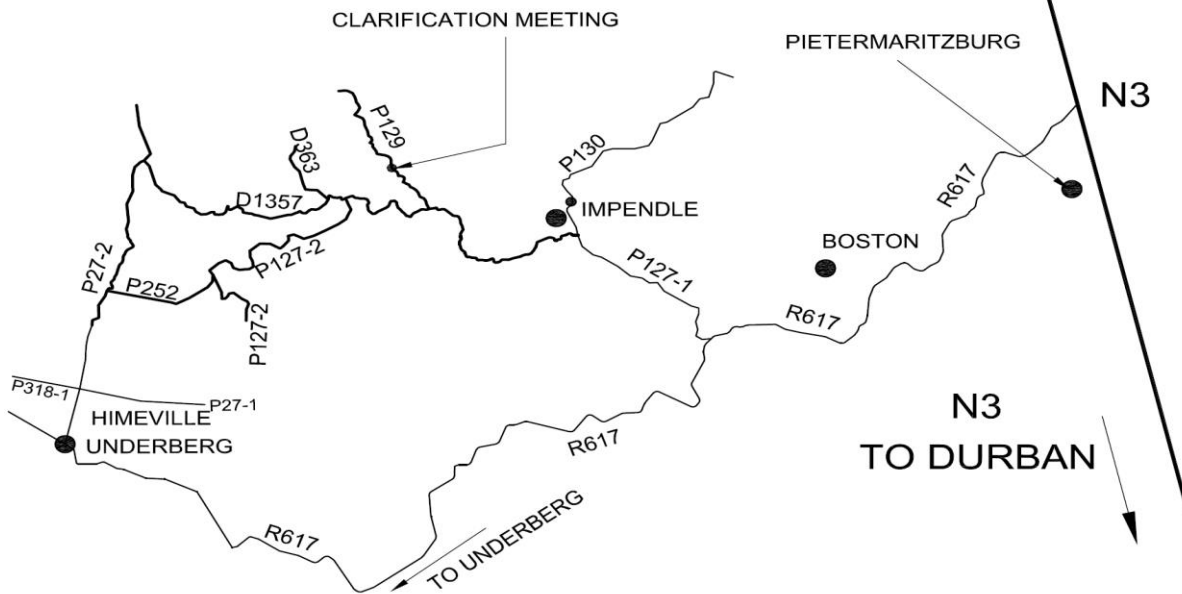 CLARIFICATION MEETING
PIETERMARITZBURG
N3
P129
D363
P130
R617
D1357
IMPENDLE
BOSTON
P127-2
P27-2
P127-1
P252
R617
P127-2
P318-1
P27-1
HIMEVILLE
UNDERBERG
N3
TO DURBAN
R617
R617
TO UNDERBERG